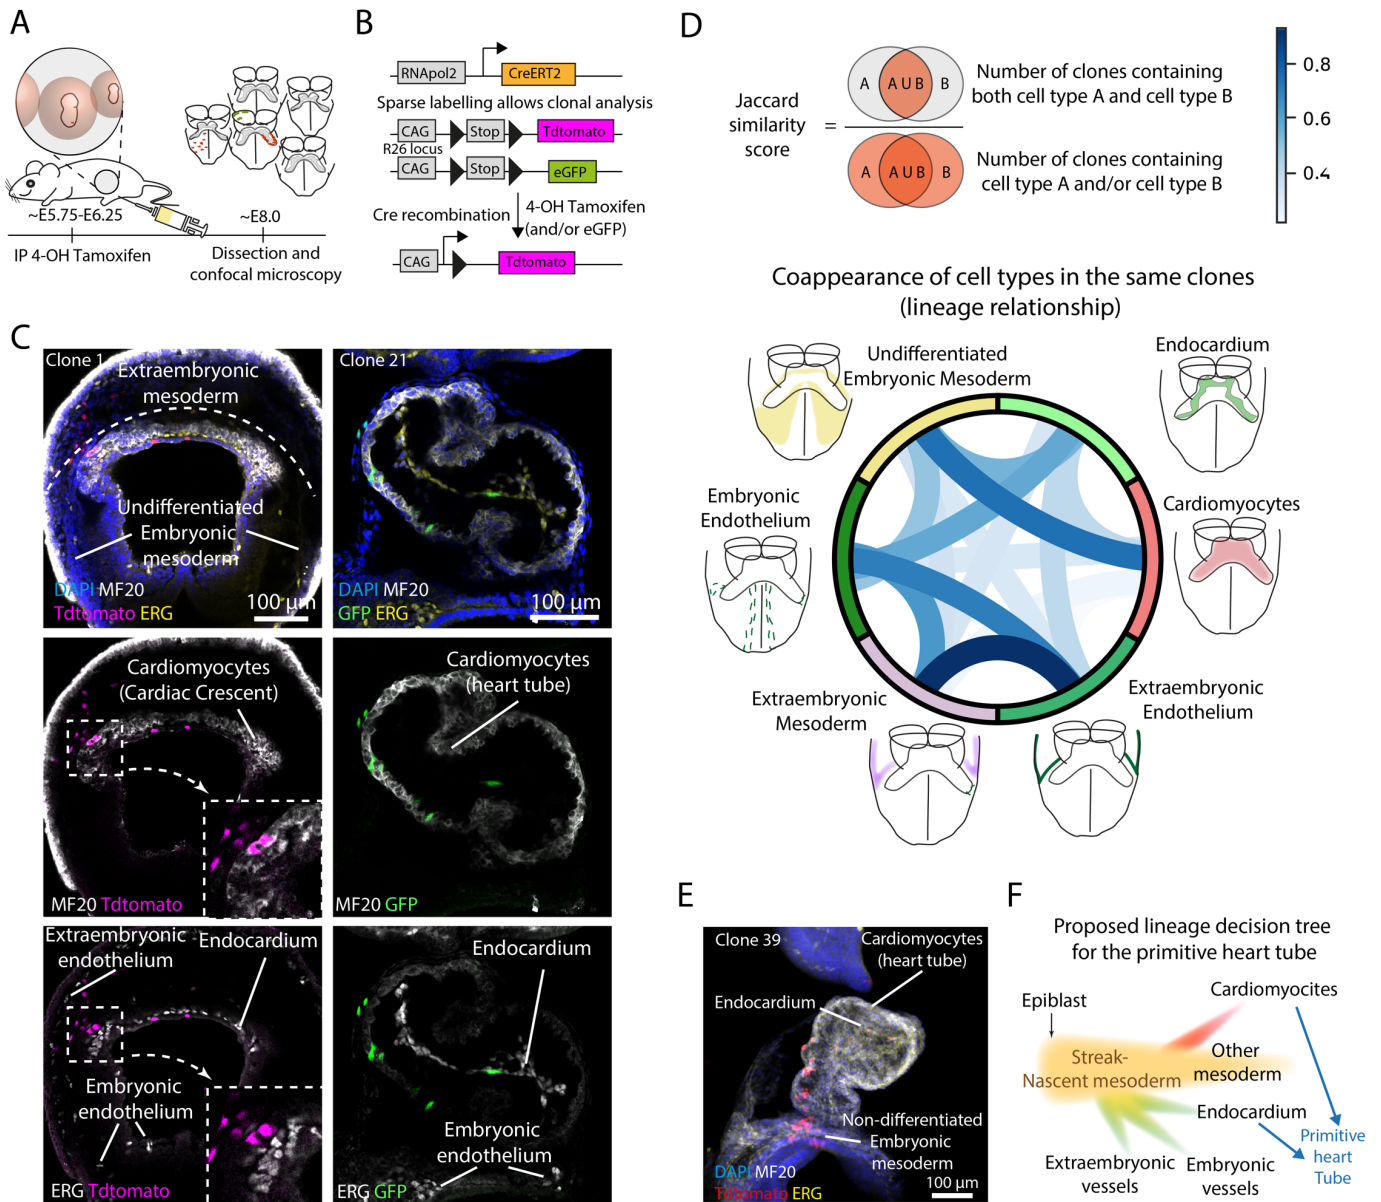 A
~E5.75-E6.25
~E8.0
IP 4-OH Tamoxifen
Dissection and
confocal microscopy
B
RNApol2
CreERT2
Sparse labelling allows clonal analysis
CAG
Stop
Tdtomato
R26 locus
CAG
Stop
eGFP
Cre recombination
4-OH Tamoxifen
(and/or eGFP)
CAG
Tdtomato
C
Clone 1
Extraembryonic
mesoderm
Undifferentiated
Embryonic
mesoderm
DAPI MF20
Tdtomato ERG
100 µm
Clone 21
DAPI MF20
GFP ERG
100 µm
Cardiomyocytes
(Cardiac Crescent)
MF20 Tdtomato
Cardiomyocytes
(heart tube)
MF20 GFP
Extraembryonic
endothelium
Endocardium
Embryonic
endothelium
ERG Tdtomato
Endocardium
Embryonic
endothelium
ERG GFP
D
Jaccard
similarity
score
=
A
A U B
B
Number of clones containing
both cell type A and cell type B
A
A U B
B
Number of clones containing
cell type A and/or cell type B
0.8
0.6
0.4
Coappearance of cell types in the same clones
(lineage relationship)
Undifferentiated
Embryonic Mesoderm
Endocardium
Embryonic
Endothelium
Cardiomyocytes
Extraembryonic
Mesoderm
Extraembryonic
Endothelium
E
Clone 39
Cardiomyocytes
(heart tube)
Endocardium
Non-differentiated
Embryonic
mesoderm
DAPI MF20
Tdtomato ERG
100 µm
F
Proposed lineage decision tree
for the primitive heart tube
Cardiomyocites
Epiblast
Streak-
Nascent mesoderm
Other
mesoderm
Endocardium
Primitive
heart
Tube
Extraembryonic
vessels
Embryonic
vessels